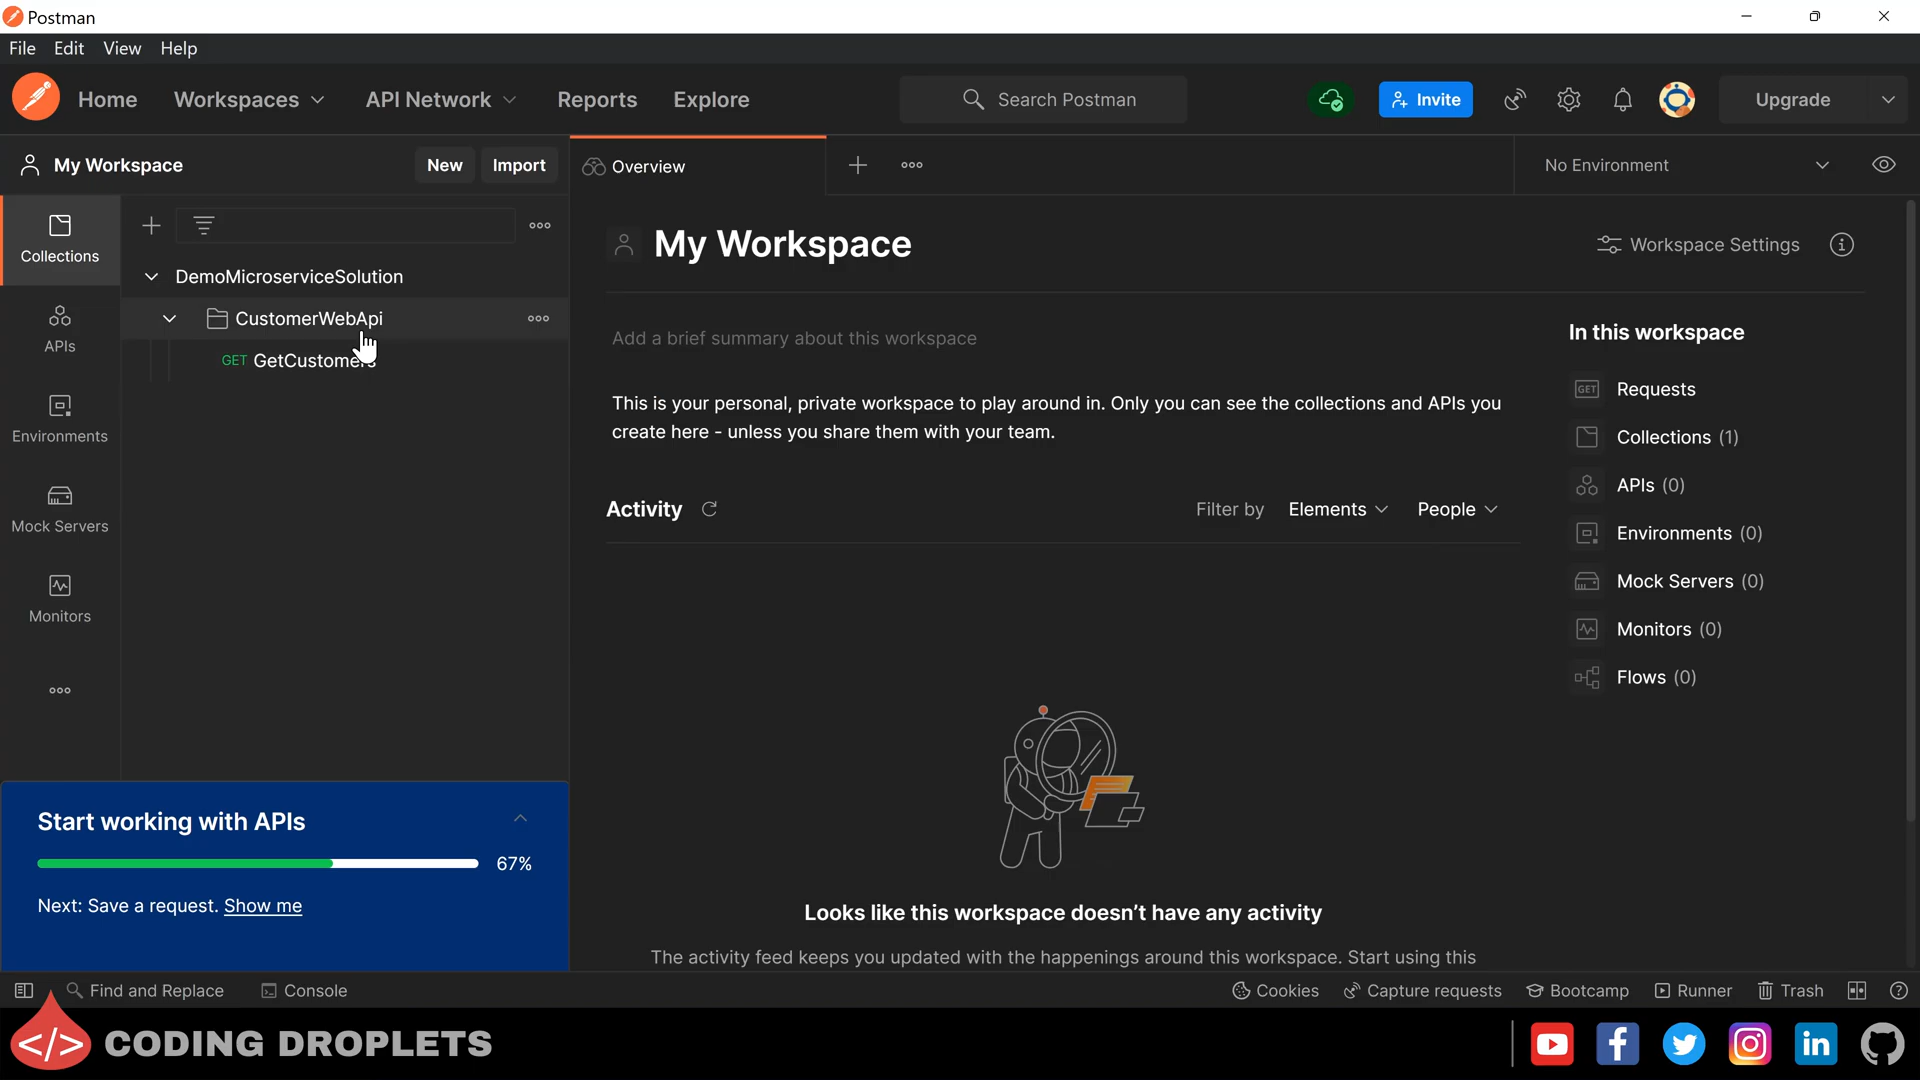 Postman
File Edit View Help
Home Workspaces API Network Reports Explore Search Postman Invite Upgrade
My Workspace New Import Overview No Environment
Collections
APIs
Environments
Mock Servers
Monitors
DemoMicroserviceSolution
CustomerWebApi
GET GetCustomers
My Workspace
Workspace Settings
Add a brief summary about this workspace
This is your personal, private workspace to play around in. Only you can see the collections and APIs you
create here - unless you share them with your team.
Activity Filter by Elements People
Looks like this workspace doesn't have any activity
The activity feed keeps you updated with the happenings around this workspace. Start using this
In this workspace
GET Requests
Collections (1)
APIs (0)
Environments (0)
Mock Servers (0)
Monitors (0)
Flows (0)
Start working with APIs
67%
Next: Save a request. Show me
Find and Replace Console Cookies Capture requests Bootcamp Runner Trash
</> CODING DROPLETS